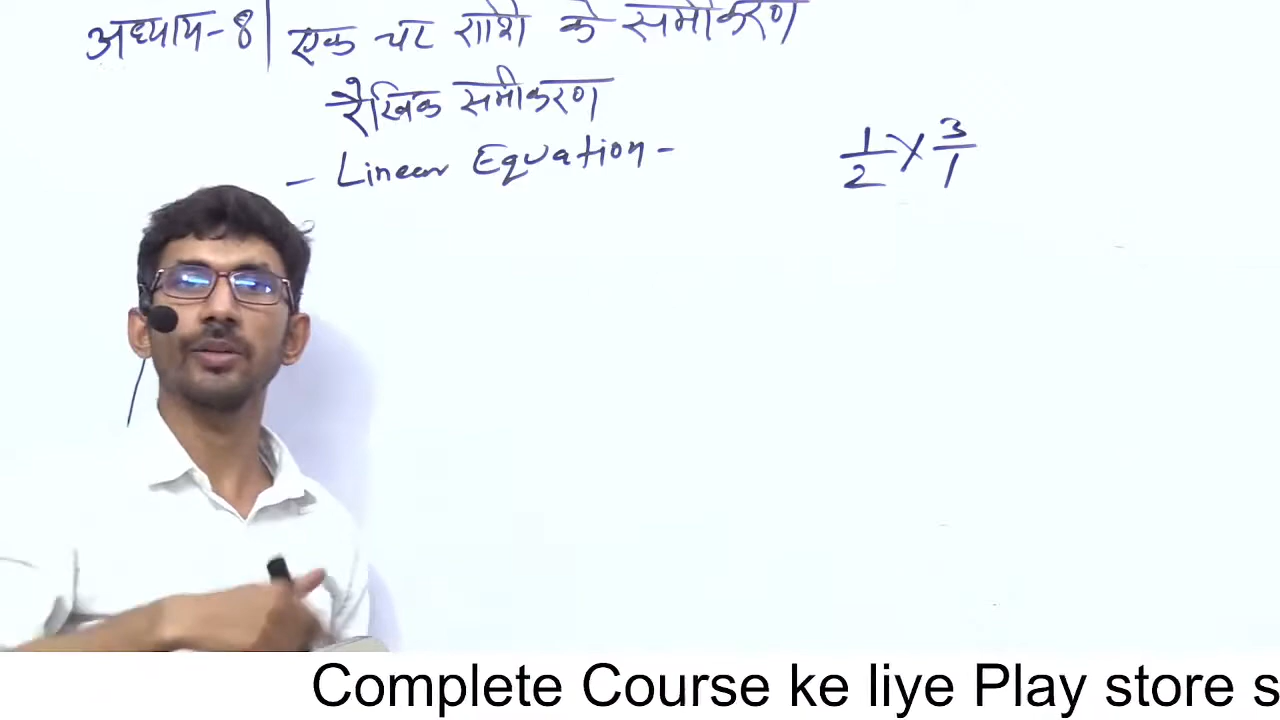 अध्याय-8| एक चर राशि के समीकरण
रैखिक समीकरण
- Linear Equation -
1/2 × 3/1
Complete Course ke liye Play store s